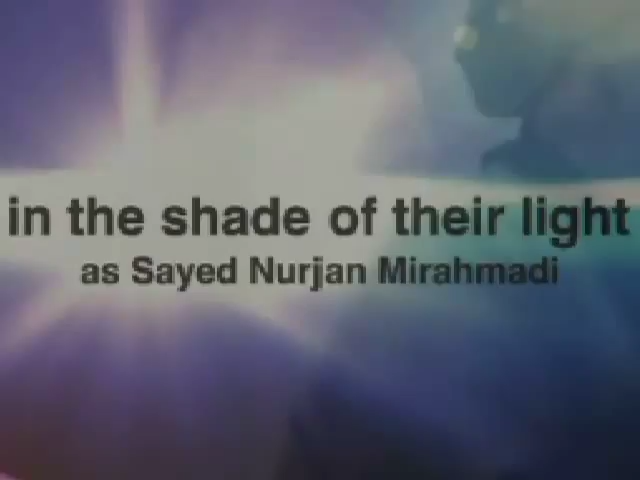 in the shade of their light
as Sayed Nurjan Mirahmadi